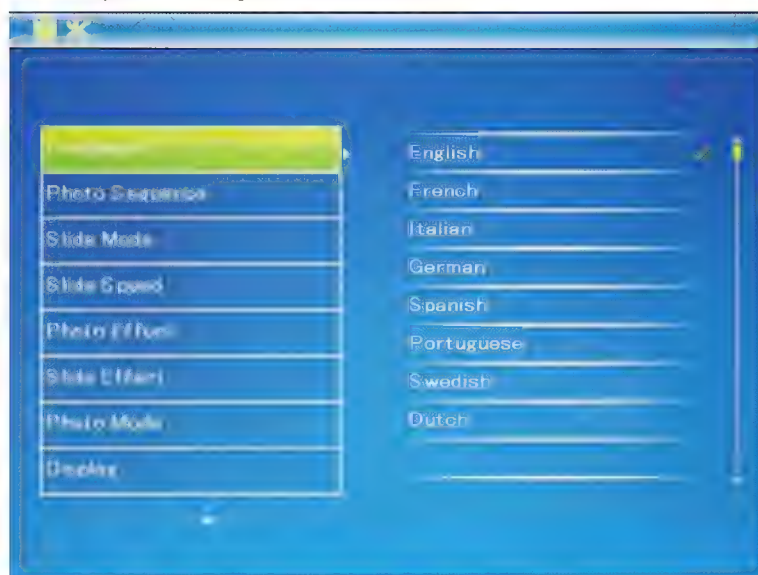 Photo Sequence
Slide Mode
Slide Speed
Photo Effect
Slide Effect
Photo Mode
Display
English
French
Italian
German
Spanish
Portuguese
Swedish
Dutch